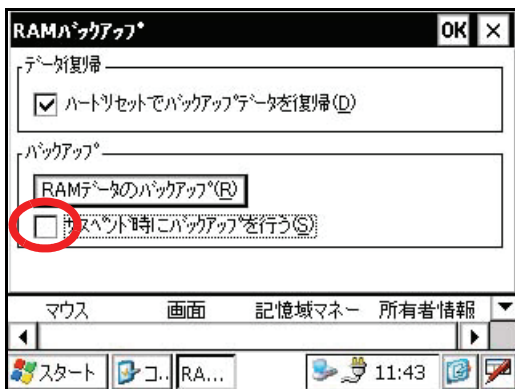 RAMﾊﾞｯｸｱｯﾌﾟ OK ×
ﾃﾞｰﾀ復帰
ﾊｰﾄﾞﾘｾｯﾄでﾊﾞｯｸｱｯﾌﾟﾃﾞｰﾀを復帰(D)
ﾊﾞｯｸｱｯﾌﾟ
RAMﾃﾞｰﾀのﾊﾞｯｸｱｯﾌﾟ(R)
ｻｽﾍﾟﾝﾄﾞ時にﾊﾞｯｸｱｯﾌﾟを行う(S)
マウス 画面 記憶域マネー 所有者情報
スタート コ.. RA... 11:43